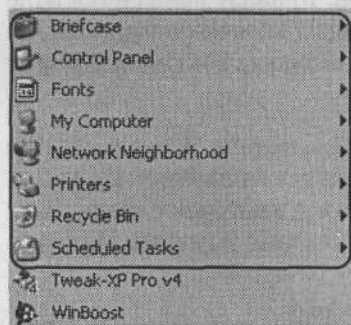 Briefcase
Control Panel
Fonts
My Computer
Network Neighborhood
Printers
Recycle Bin
Scheduled Tasks
Tweak-XP Pro v4
WinBoost